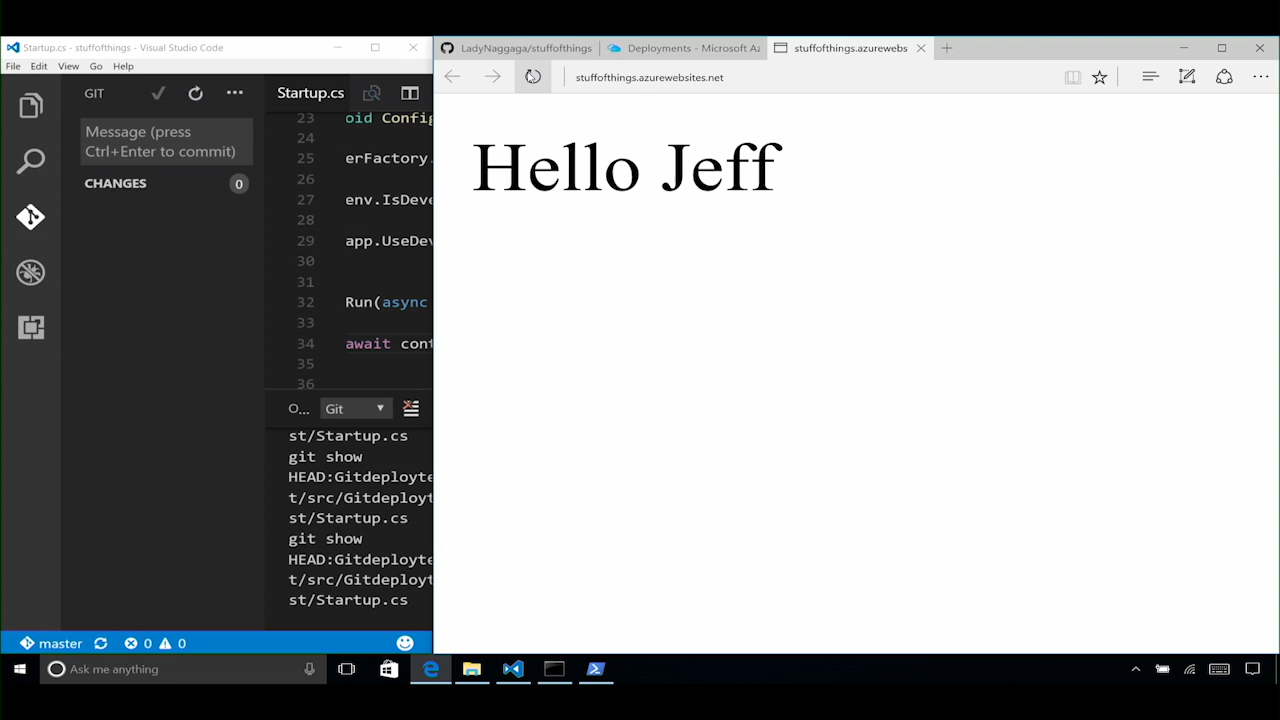 Startup.cs - stuffofthings - Visual Studio Code
File Edit View Go Help
GIT
Message (press
Ctrl+Enter to commit)
CHANGES 0
Startup.cs
23 oid Config
24
25 erFactory.
26
27 env.IsDeve
28
29 app.UseDev
30
31
32 Run(async
33
34 await cont
35
36
O... Git
st/Startup.cs
git show
HEAD:Gitdeployte
t/src/Gitdeployt
st/Startup.cs
git show
HEAD:Gitdeployte
t/src/Gitdeployt
st/Startup.cs
master 0 0
LadyNaggaga/stuffofthings
Deployments - Microsoft Az
stuffofthings.azurewebs
stuffofthings.azurewebsites.net
Hello Jeff
Ask me anything